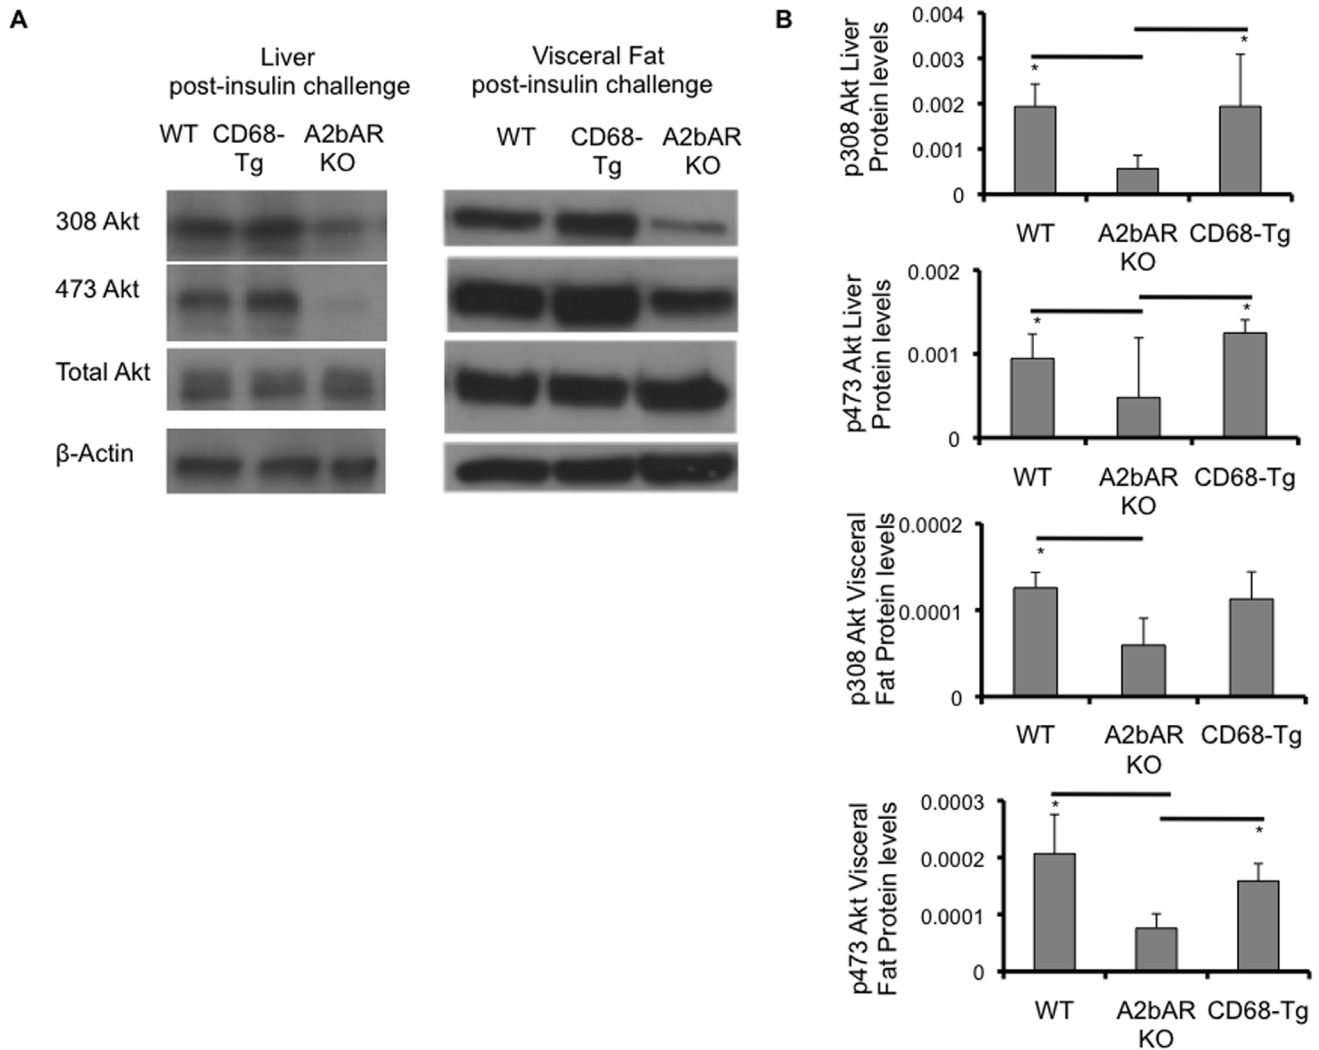 A
Liver
post-insulin challenge
WT CD68-
Tg
A2bAR
KO
Visceral Fat
post-insulin challenge
WT
CD68-
Tg
A2bAR
KO
308 Akt
473 Akt
Total Akt
β-Actin
B
p308 Akt Liver
Protein levels
0.004
0.003
0.002
0.001
0
*
*
WT
A2bAR
KO
CD68-Tg
p473 Akt Liver
Protein levels
0.002
0.001
0
*
*
WT
A2bAR
KO
CD68-Tg
p308 Akt Visceral
Fat Protein levels
0.0002
0.0001
0
*
WT
A2bAR
KO
CD68-Tg
p473 Akt Visceral
Fat Protein levels
0.0003
0.0002
0.0001
0
*
*
WT
A2bAR
KO
CD68-Tg